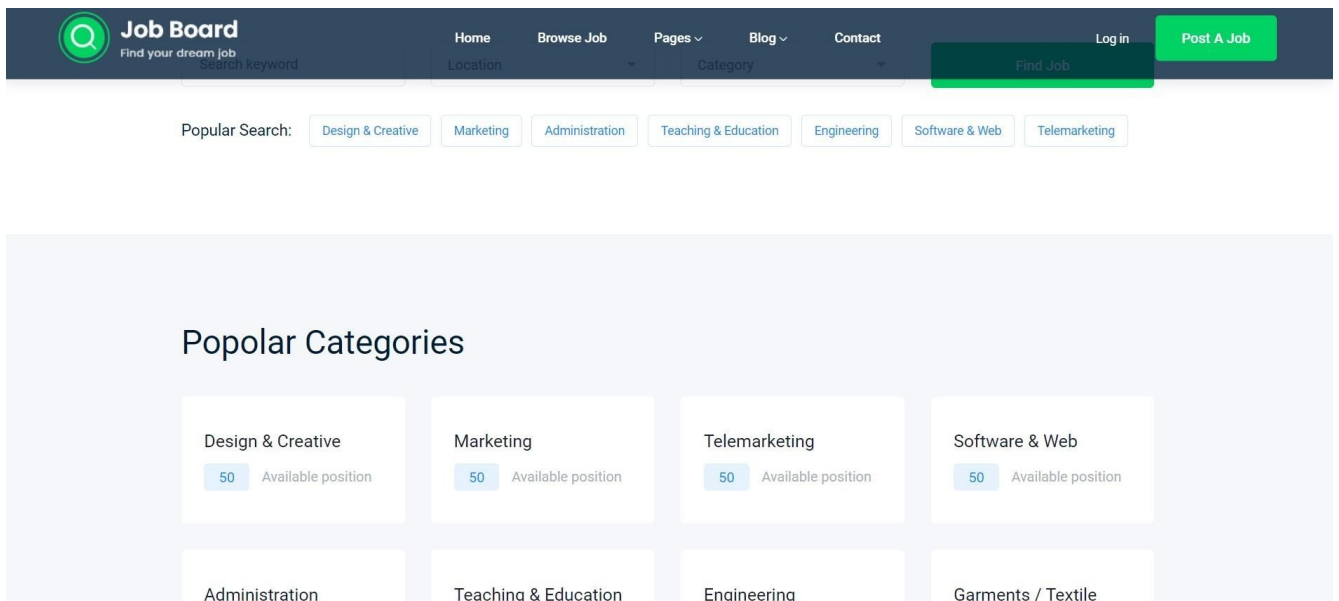 Job Board
Find your dream job
Home Browse Job Pages Blog Contact Log in Post A Job
Search keyword Location Category Find Job
Popular Search: Design & Creative Marketing Administration Teaching & Education Engineering Software & Web Telemarketing
Popolar Categories
Design & Creative Marketing Telemarketing Software & Web
50 Available position 50 Available position 50 Available position 50 Available position
Administration Teaching & Education Engineering Garments / Textile